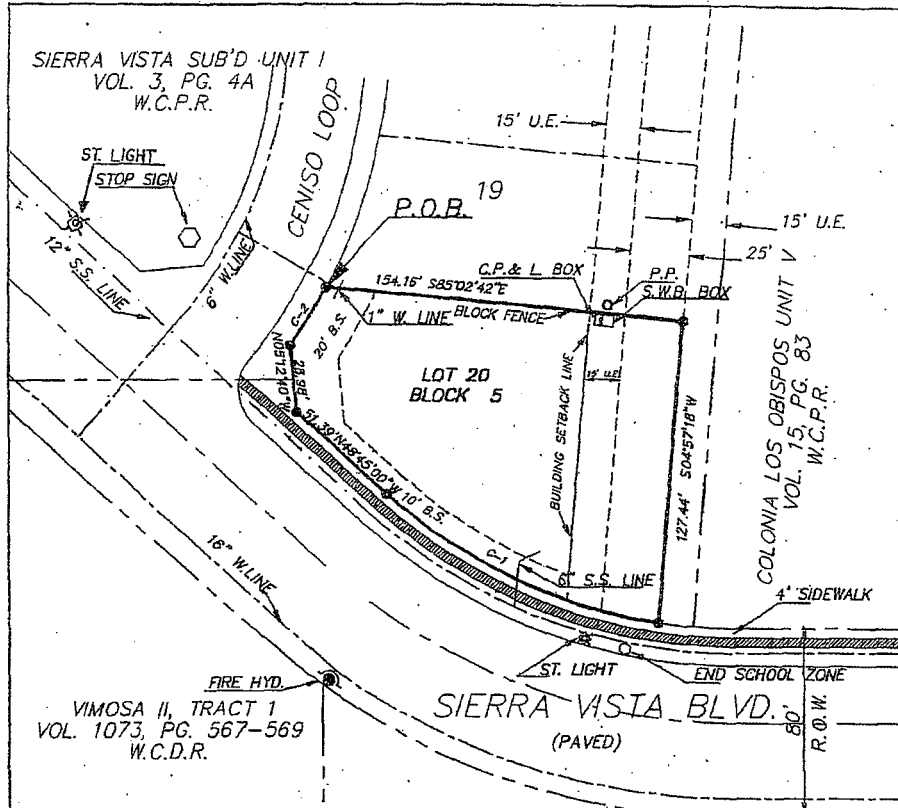 SIERRA VISTA SUB'D UNIT I
VOL. 3, PG. 4A
W.C.P.R.
ST. LIGHT
STOP SIGN
12" S.S. LINE
6" W.LINE
CENISO LOOP
15' U.E.
19
P.O.B.
15' U.E.
25'
C.P.& L. BOX
P.P.
S.W.B. BOX
154.16' S85°02'42"E
1" W. LINE
BLOCK FENCE
C-2
20' B.S.
N05°12'40"W
28.98'
LOT 20
BLOCK 5
15' U.E.
BUILDING SETBACK LINE
51.39' N48°45'00"W
10' B.S.
C-1
6" S.S. LINE
127.44' S04°57'18"W
COLONIA LOS OBISPOS UNIT V
VOL. 15, PG. 83
W.C.P.R.
4' SIDEWALK
16" W.LINE
ST. LIGHT
END SCHOOL ZONE
FIRE HYD.
VIMOSA II, TRACT 1
VOL. 1073, PG. 567-569
W.C.D.R.
SIERRA VISTA BLVD.
(PAVED)
80'
R.O.W.